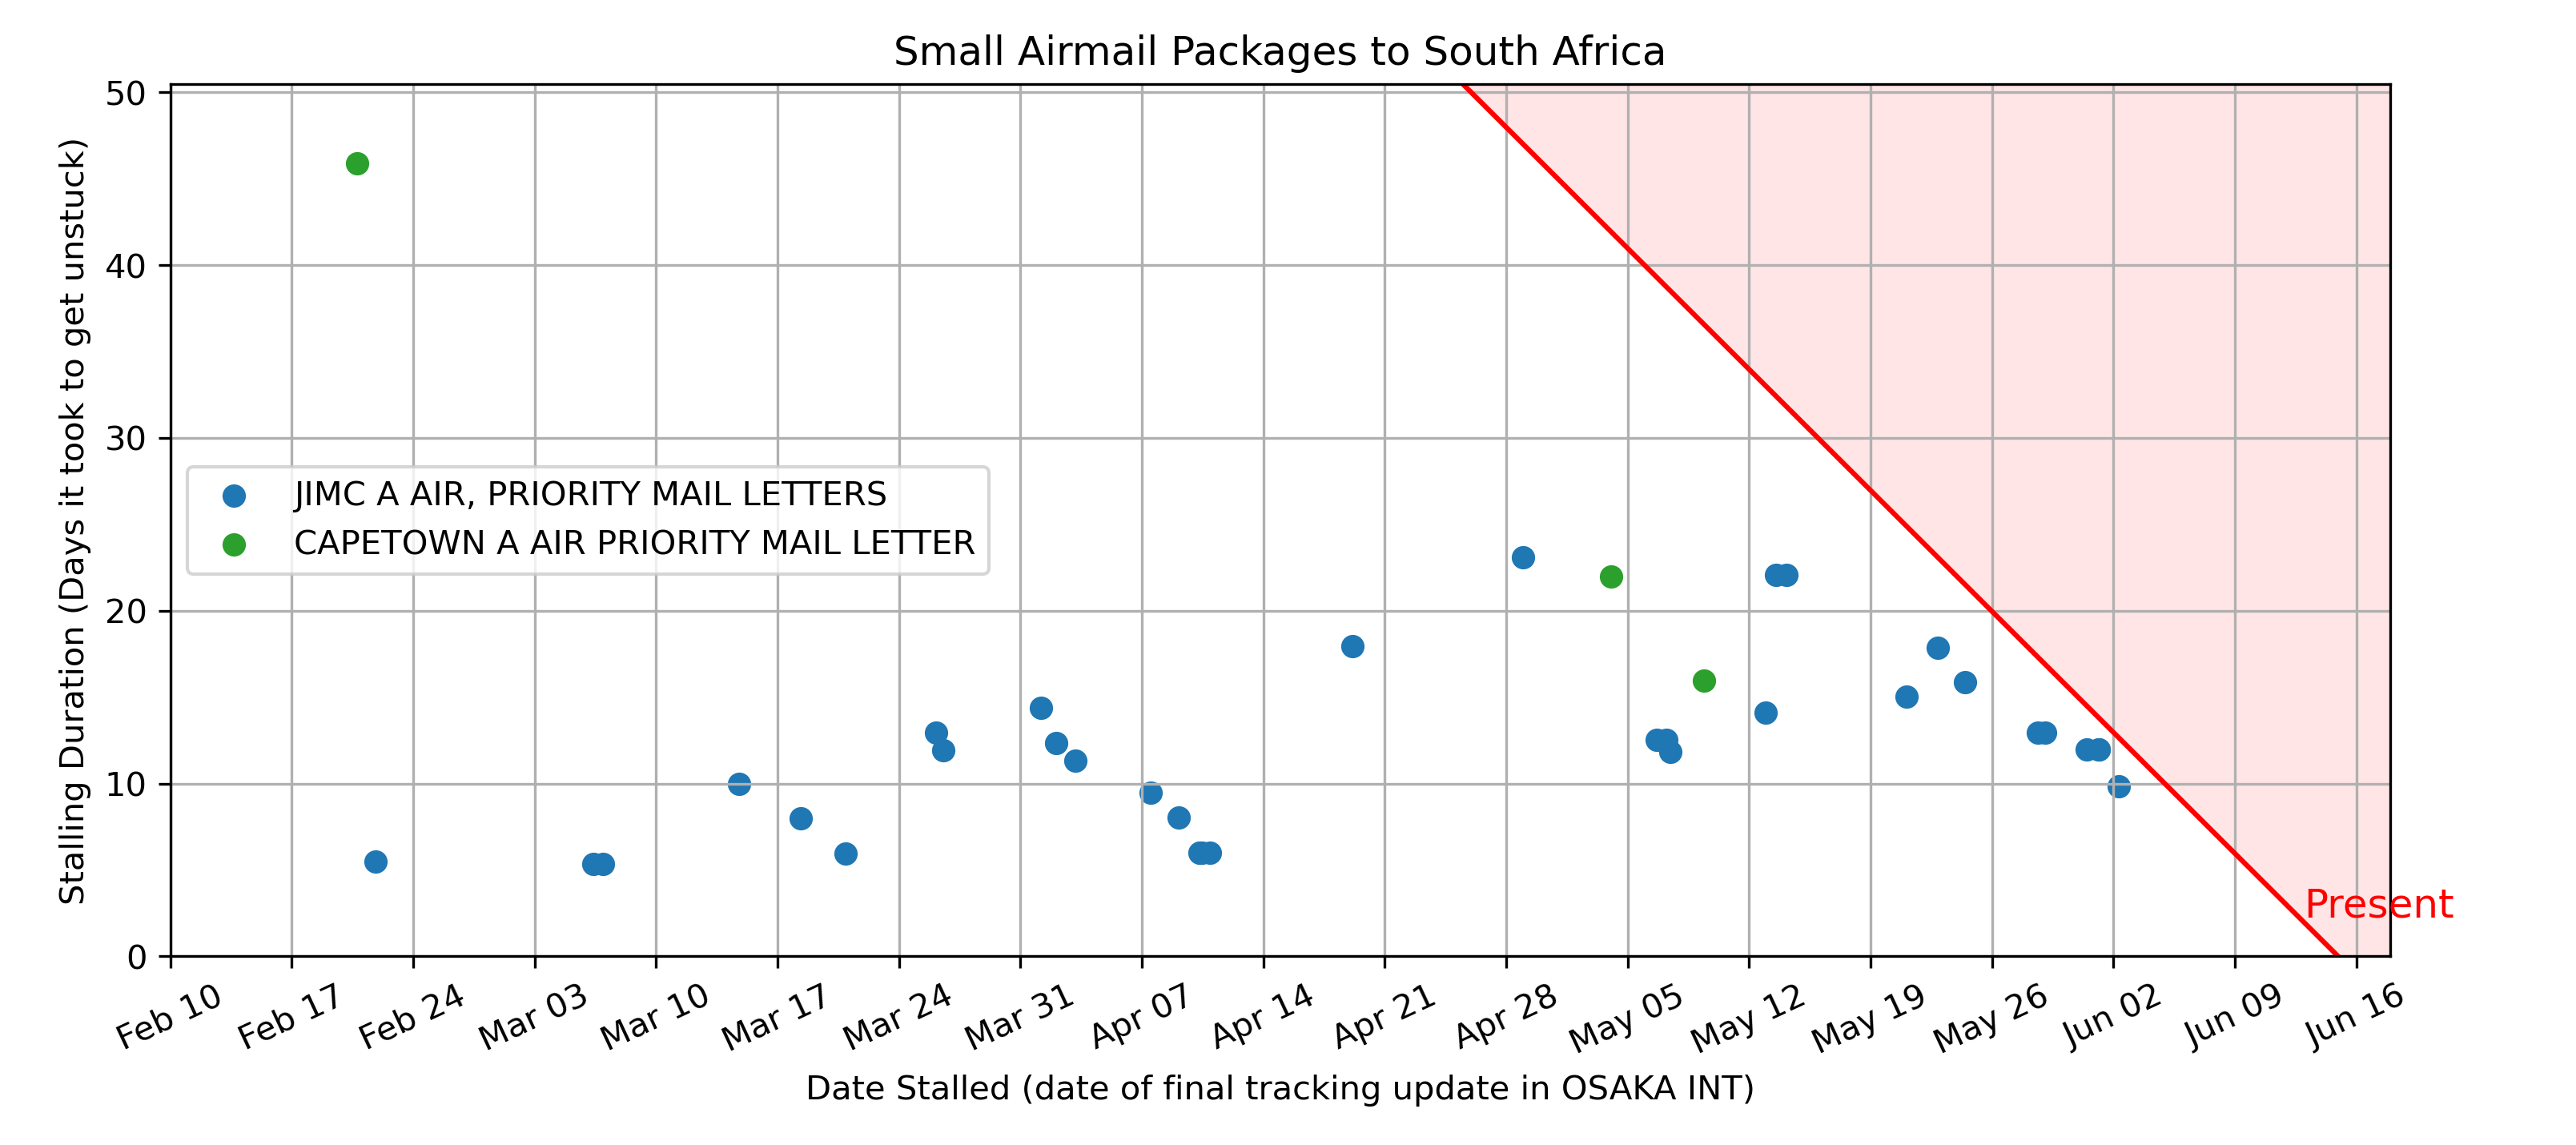 Small Airmail Packages to South Africa
Stalling Duration (Days it took to get unstuck)
50
40
30
20
10
0
JIMC A AIR, PRIORITY MAIL LETTERS
CAPETOWN A AIR PRIORITY MAIL LETTER
Present
Feb 10 Feb 17 Feb 24 Mar 03 Mar 10 Mar 17 Mar 24 Mar 31 Apr 07 Apr 14 Apr 21 Apr 28 May 05 May 12 May 19 May 26 Jun 02 Jun 09 Jun 16
Date Stalled (date of final tracking update in OSAKA INT)